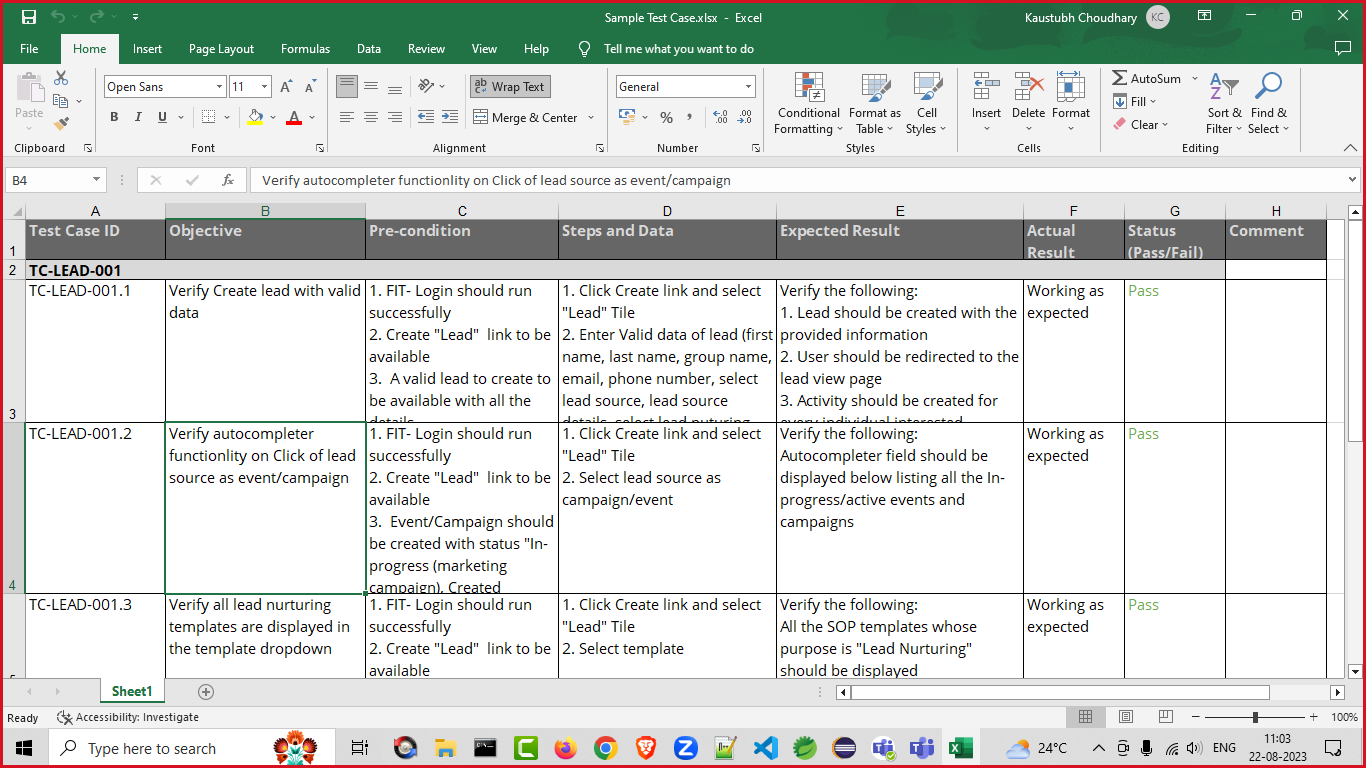 Sample Test Case.xlsx - Excel
Kaustubh Choudhary KC
File Home Insert Page Layout Formulas Data Review View Help Tell me what you want to do
Paste
Open Sans 11
B I U A
ab Wrap Text
Merge & Center
General
% ,
Conditional Formatting
Format as Table
Cell Styles
Insert Delete Format
AutoSum
Fill
Clear
Sort & Filter
Find & Select
Clipboard Font Alignment Number Styles Cells Editing
B4 fx Verify autocompleter functionlity on Click of lead source as event/campaign
A B C D E F G H
1 Test Case ID Objective Pre-condition Steps and Data Expected Result Actual Result Status (Pass/Fail) Comment
2 TC-LEAD-001
3
TC-LEAD-001.1
Verify Create lead with valid
data
1. FIT- Login should run
successfully
2. Create "Lead" link to be
available
3. A valid lead to create to
be available with all the
details
1. Click Create link and select
"Lead" Tile
2. Enter Valid data of lead (first
name, last name, group name,
email, phone number, select
lead source, lead source
details, select lead nuturing
Verify the following:
1. Lead should be created with the
provided information
2. User should be redirected to the
lead view page
3. Activity should be created for
every individual interested
Working as
expected
Pass
4
TC-LEAD-001.2
Verify autocompleter
functionlity on Click of lead
source as event/campaign
1. FIT- Login should run
successfully
2. Create "Lead" link to be
available
3. Event/Campaign should
be created with status "In-
progress (marketing
campaign), Created
1. Click Create link and select
"Lead" Tile
2. Select lead source as
campaign/event
Verify the following:
Autocompleter field should be
displayed below listing all the In-
progress/active events and
campaigns
Working as
expected
Pass
5
TC-LEAD-001.3
Verify all lead nurturing
templates are displayed in
the template dropdown
1. FIT- Login should run
successfully
2. Create "Lead" link to be
available
1. Click Create link and select
"Lead" Tile
2. Select template
Verify the following:
All the SOP templates whose
purpose is "Lead Nurturing"
should be displayed
Working as
expected
Pass
Sheet1
Ready Accessibility: Investigate 100%
Type here to search
24°C ENG
11:03
22-08-2023